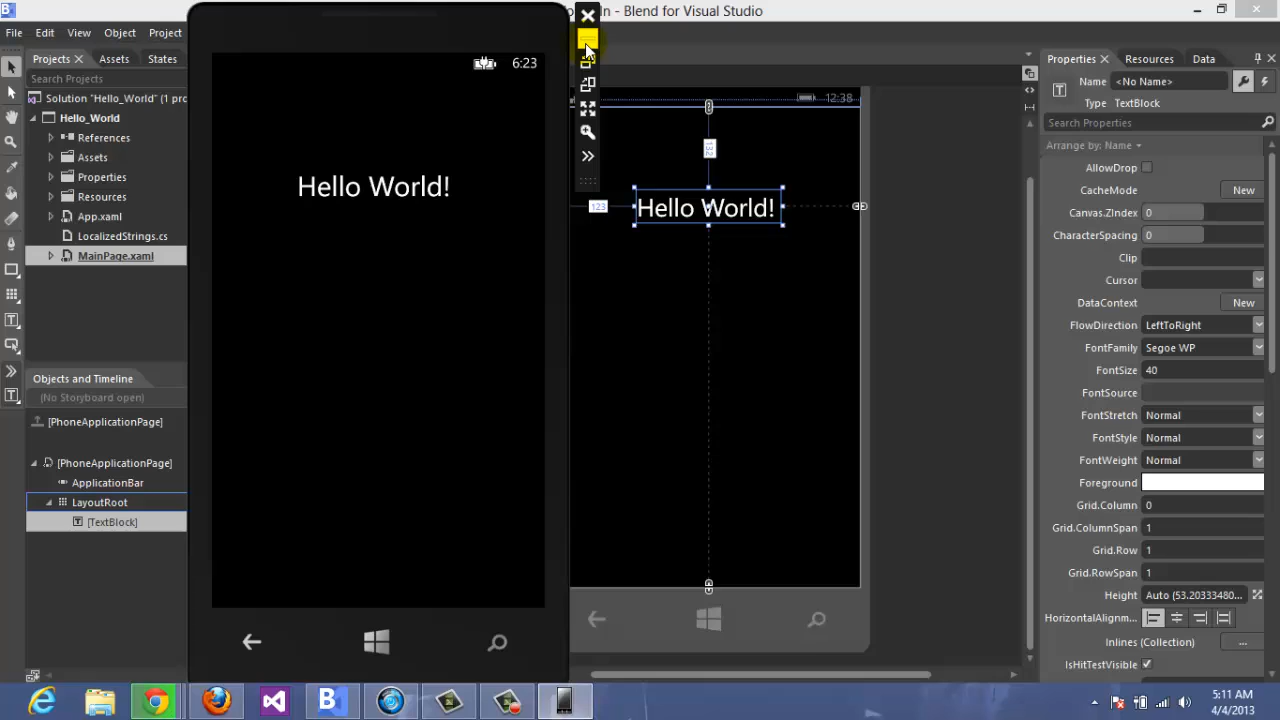 In - Blend for Visual Studio
File Edit View Object Project
Projects Assets States
Search Projects
Solution "Hello_World" (1 prc
Hello_World
References
Assets
Properties
Resources
App.xaml
LocalizedStrings.cs
MainPage.xaml
Objects and Timeline
(No Storyboard open)
[PhoneApplicationPage]
[PhoneApplicationPage]
ApplicationBar
LayoutRoot
[TextBlock]
6:23
Hello World!
12:38
132
123
Hello World!
Properties Resources Data
Name <No Name>
Type TextBlock
Search Properties
Arrange by: Name
AllowDrop
CacheMode New
Canvas.ZIndex 0
CharacterSpacing 0
Clip
Cursor
DataContext New
FlowDirection LeftToRight
FontFamily Segoe WP
FontSize 40
FontSource
FontStretch Normal
FontStyle Normal
FontWeight Normal
Foreground
Grid.Column 0
Grid.ColumnSpan 1
Grid.Row 1
Grid.RowSpan 1
Height Auto (53.20333480...
HorizontalAlignm...
Inlines (Collection) ...
IsHitTestVisible
5:11 AM
4/4/2013